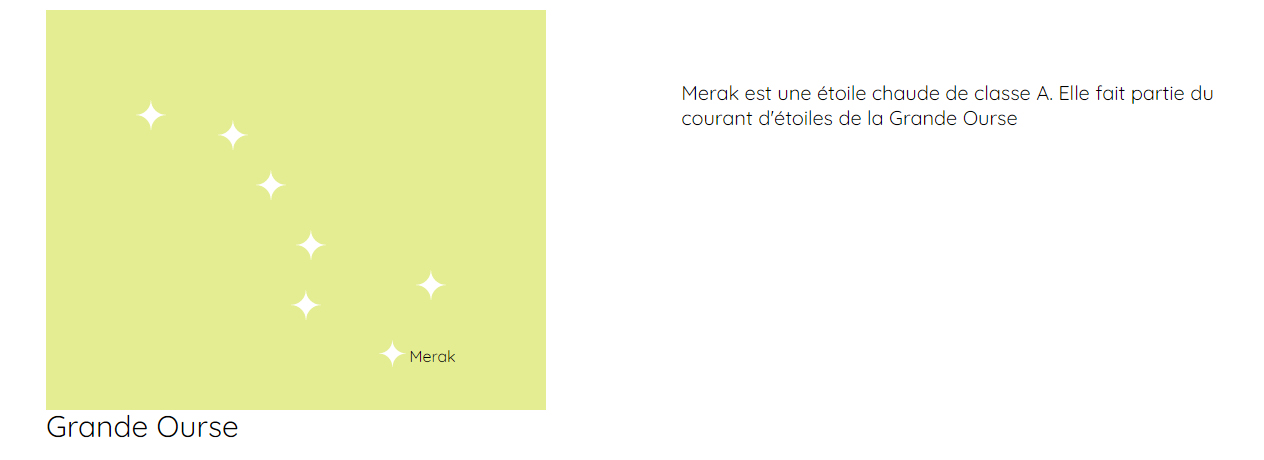 Merak
Grande Ourse
Merak est une étoile chaude de classe A. Elle fait partie du
courant d'étoiles de la Grande Ourse